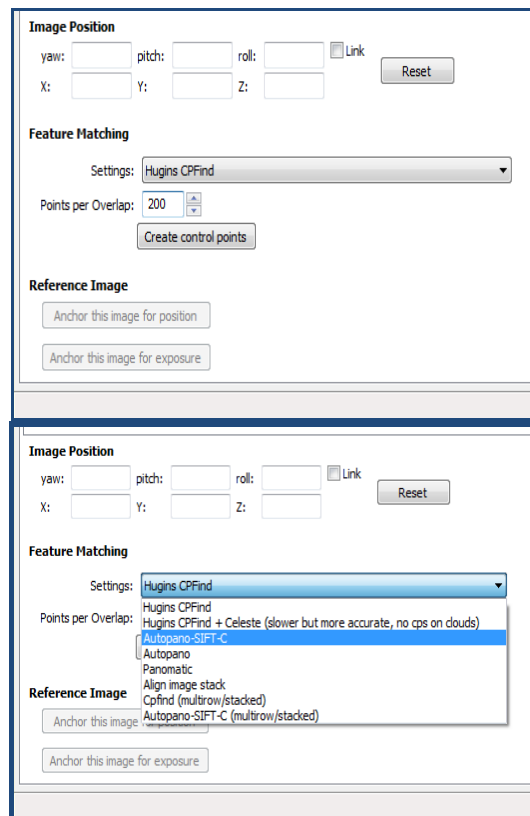 Image Position
yaw: pitch: roll: Link
Reset
X: Y: Z:
Feature Matching
Settings: Hugins CPFind
Points per Overlap: 200
Create control points
Reference Image
Anchor this image for position
Anchor this image for exposure
Image Position
yaw: pitch: roll: Link
Reset
X: Y: Z:
Feature Matching
Settings: Hugins CPFind
Hugins CPFind
Points per Overlap: Hugins CPFind + Celeste (slower but more accurate, no cps on clouds)
Autopano-SIFT-C
Autopano
Panomatic
Align image stack
Reference Image Cpfind (multirow/stacked)
Autopano-SIFT-C (multirow/stacked)
Anchor this image for position
Anchor this image for exposure